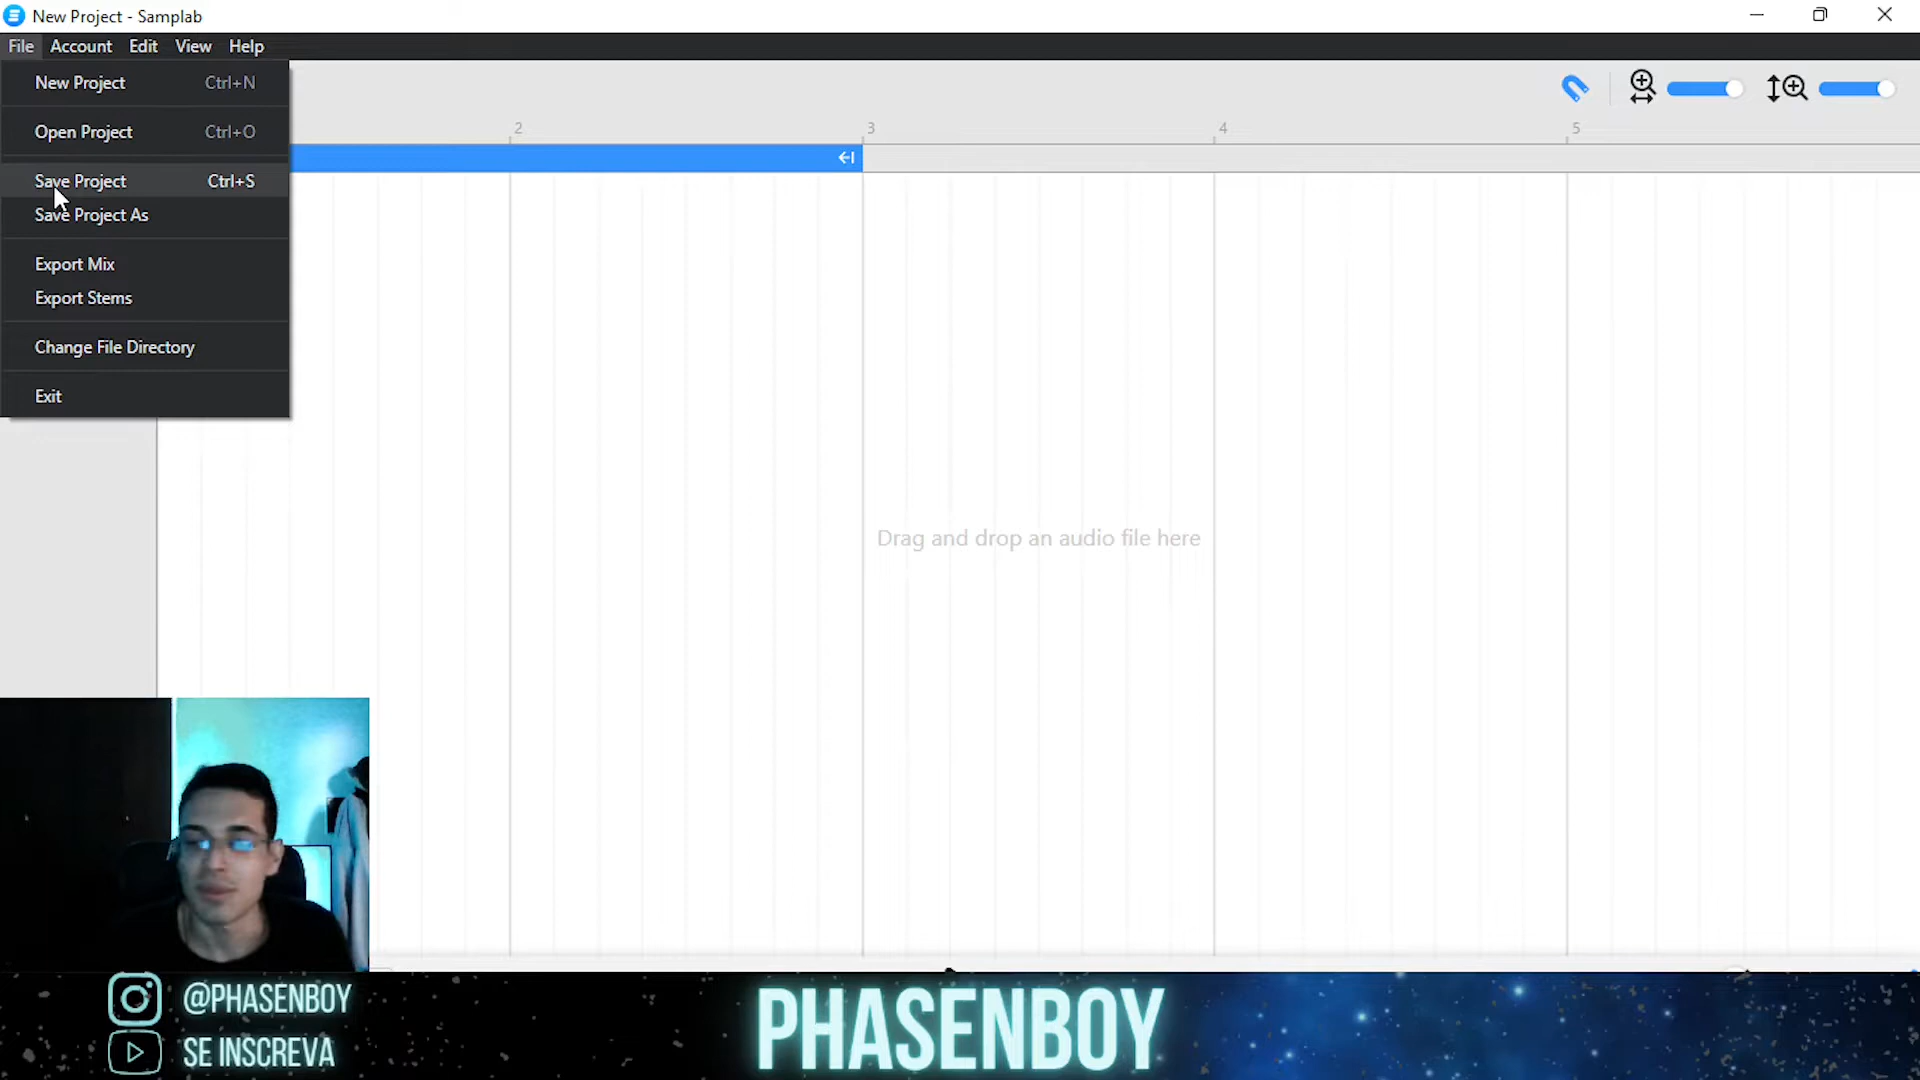 New Project - Samplab
File Account Edit View Help
New Project Ctrl+N
Open Project Ctrl+O
Save Project Ctrl+S
Save Project As
Export Mix
Export Stems
Change File Directory
Exit
2 3 4 5
Drag and drop an audio file here
@PHASENBOY
SE INSCREVA
PHASENBOY